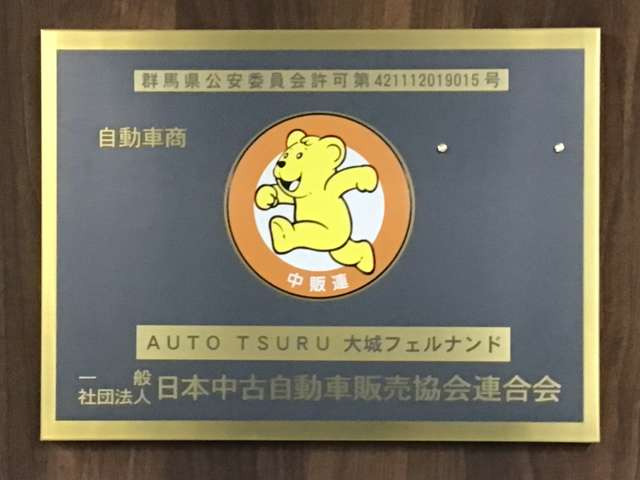 群馬県公安委員会許可第421112019015号
自動車商
中販連
AUTO TSURU 大城フェルナンド
一般社団法人 日本中古自動車販売協会連合会